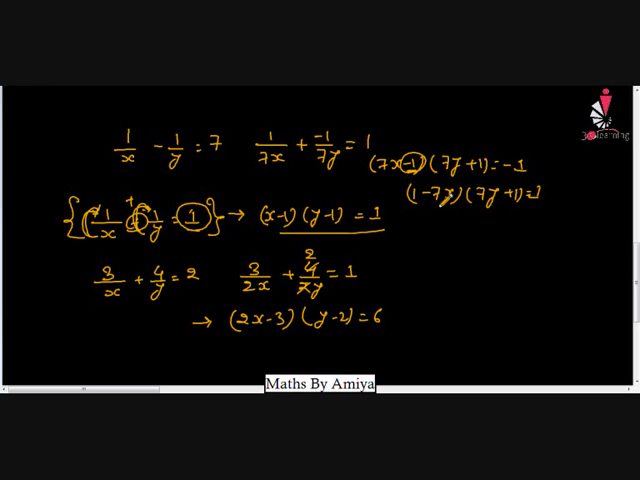 1/x - 1/y = 7    1/7x + -1/7y = 1
(7x-1)(7y+1) = -1
(1-7x)(7y+1) = 1
1/x + 1/y = 1 → (x-1)(y-1) = 1
3/x + 4/y = 2    3/2x + 4/2y = 1
2
→ (2x-3)(y-2) = 6
Maths By Amiya